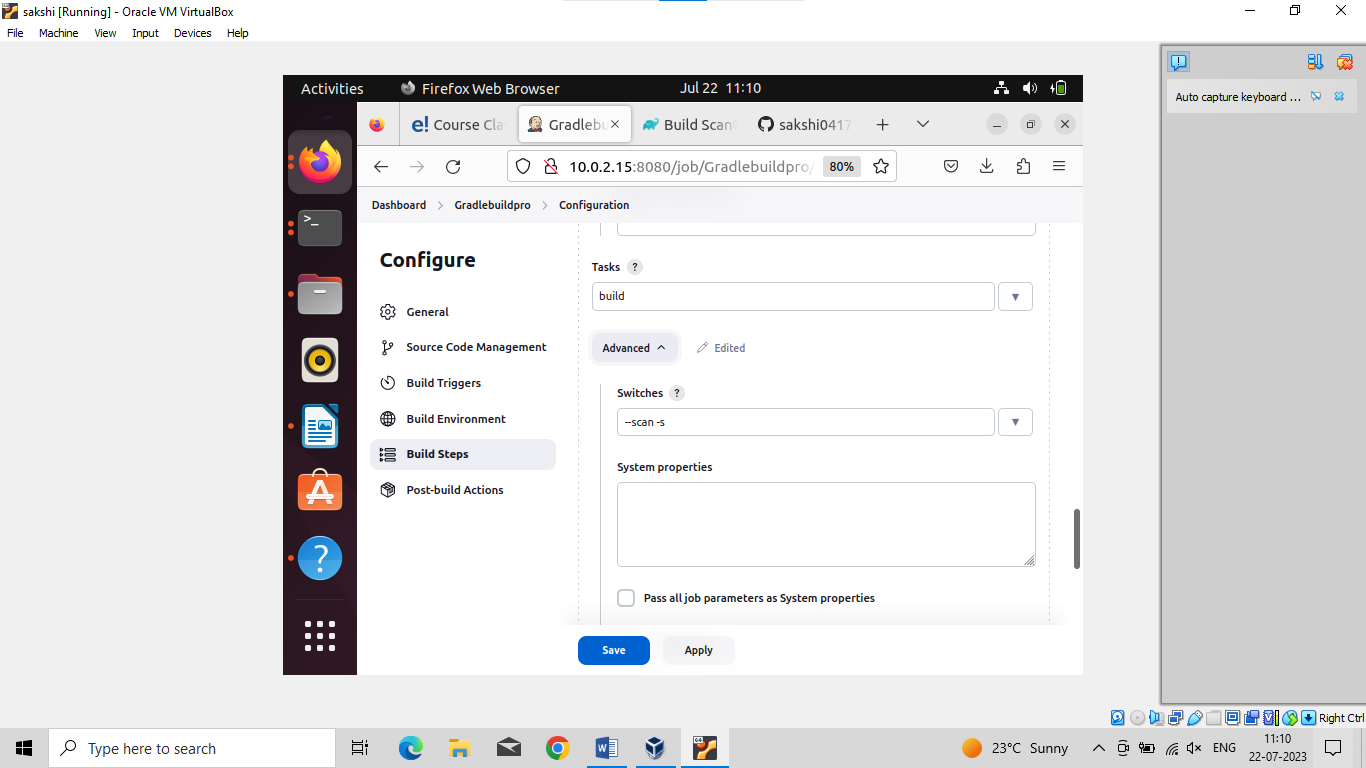 sakshi [Running] - Oracle VM VirtualBox
File Machine View Input Devices Help
Auto capture keyboard ...
Activities Firefox Web Browser Jul 22 11:10
e! Course Cla Gradlebu Build Scan sakshi0417
10.0.2.15:8080/job/Gradlebuildpro/ 80%
Dashboard Gradlebuildpro Configuration
Configure
General
Source Code Management
Build Triggers
Build Environment
Build Steps
Post-build Actions
Tasks ?
build
Advanced Edited
Switches ?
--scan -s
System properties
Pass all job parameters as System properties
Save Apply
Right Ctrl
Type here to search
23°C Sunny
ENG
11:10
22-07-2023